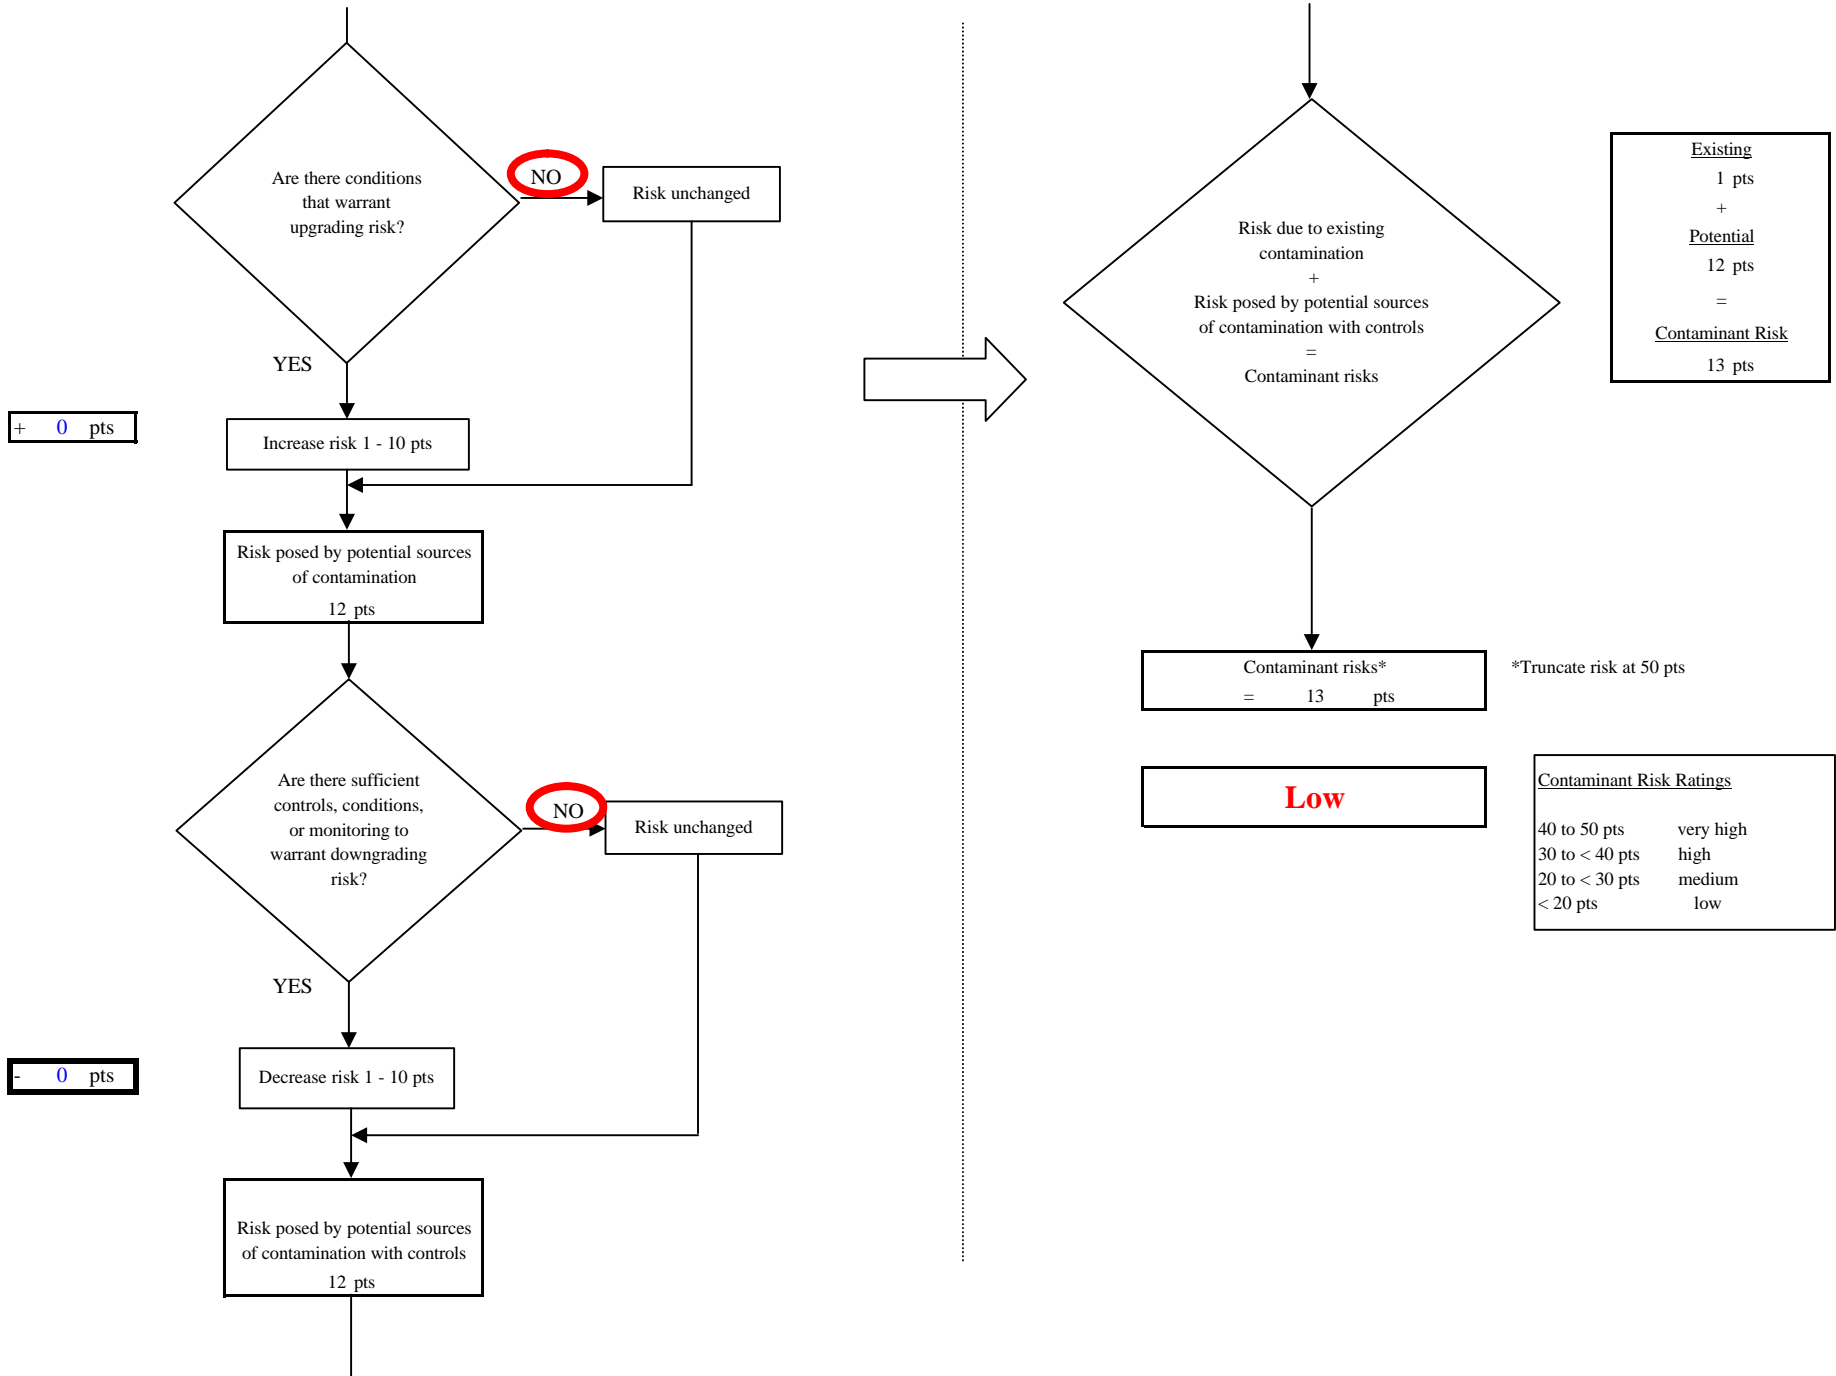 Are there conditions
that warrant
upgrading risk?
NO
Risk unchanged
YES
+ 0 pts
Increase risk 1 - 10 pts
Risk posed by potential sources
of contamination
12 pts
Are there sufficient
controls, conditions,
or monitoring to
warrant downgrading
risk?
NO
Risk unchanged
YES
- 0 pts
Decrease risk 1 - 10 pts
Risk posed by potential sources
of contamination with controls
12 pts
Risk due to existing
contamination
+
Risk posed by potential sources
of contamination with controls
=
Contaminant risks
Existing
1 pts
+
Potential
12 pts
=
Contaminant Risk
13 pts
Contaminant risks*
= 13 pts
*Truncate risk at 50 pts
Low
Contaminant Risk Ratings
40 to 50 pts very high
30 to < 40 pts high
20 to < 30 pts medium
< 20 pts low